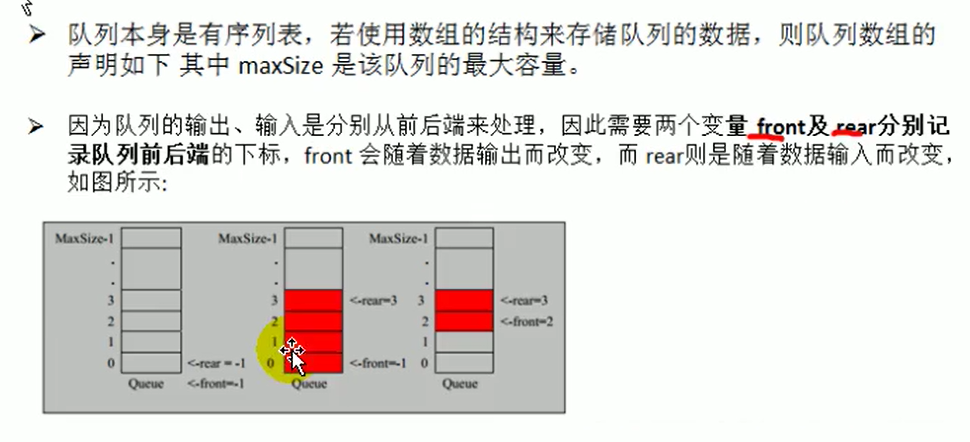 ➤ 队列本身是有序列表，若使用数组的结构来存储队列的数据，则队列数组的
声明如下 其中 maxSize 是该队列的最大容量。
➤ 因为队列的输出、输入是分别从前后端来处理，因此需要两个变量 front及 rear分别记
录队列前后端的下标，front 会随着数据输出而改变，而 rear则是随着数据输入而改变，
如图所示:
MaxSize-1
.
.
3
2
1
0
<-rear = -1
Queue
<-front=-1
MaxSize-1
.
.
3
<-rear=3
2
1
0
<-front=-1
Queue
MaxSize-1
.
.
3
<-rear=3
2
<-front=2
1
0
Queue